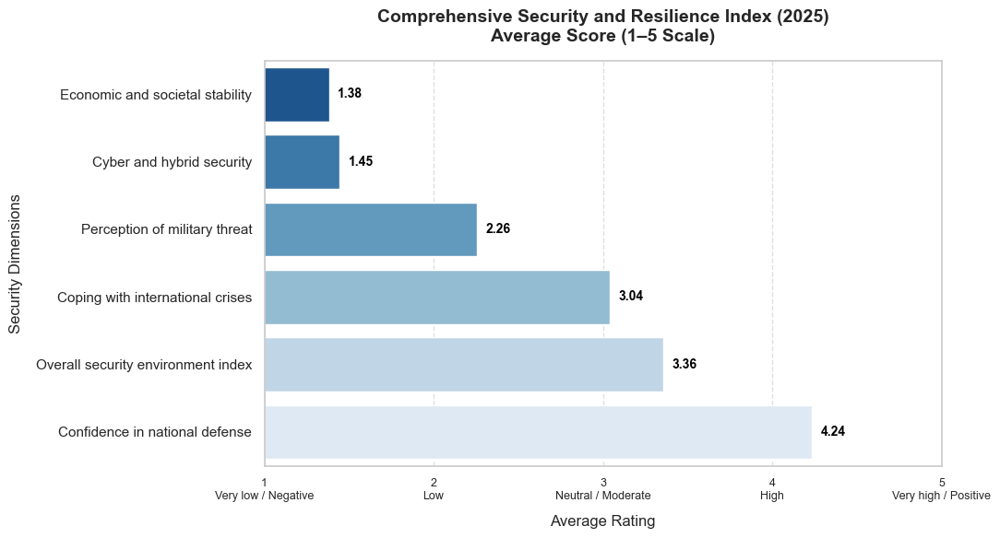 Comprehensive Security and Resilience Index (2025)
Average Score (1–5 Scale)
Security Dimensions
Economic and societal stability
1.38
Cyber and hybrid security
1.45
Perception of military threat
2.26
Coping with international crises
3.04
Overall security environment index
3.36
Confidence in national defense
4.24
1
Very low / Negative
2
Low
3
Neutral / Moderate
4
High
5
Very high / Positive
Average Rating